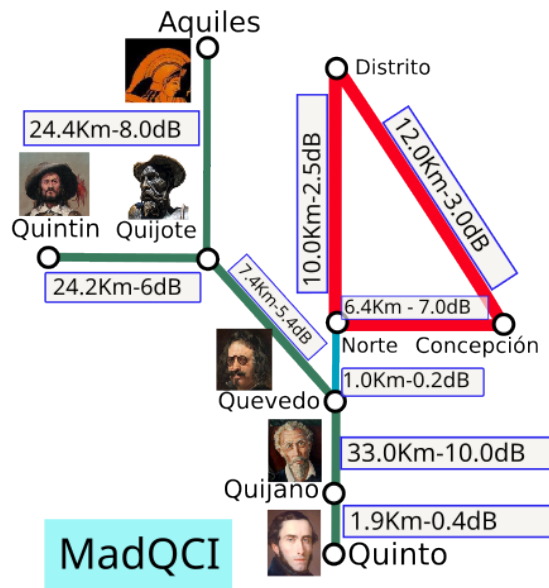 Aquiles
Distrito
24.4Km-8.0dB
10.0Km-2.5dB
12.0Km-3.0dB
Quintin
Quijote
24.2Km-6dB
7.4Km-5.4dB
6.4Km - 7.0dB
Norte
Concepción
1.0Km-0.2dB
Quevedo
33.0Km-10.0dB
Quijano
1.9Km-0.4dB
Quinto
MadQCI